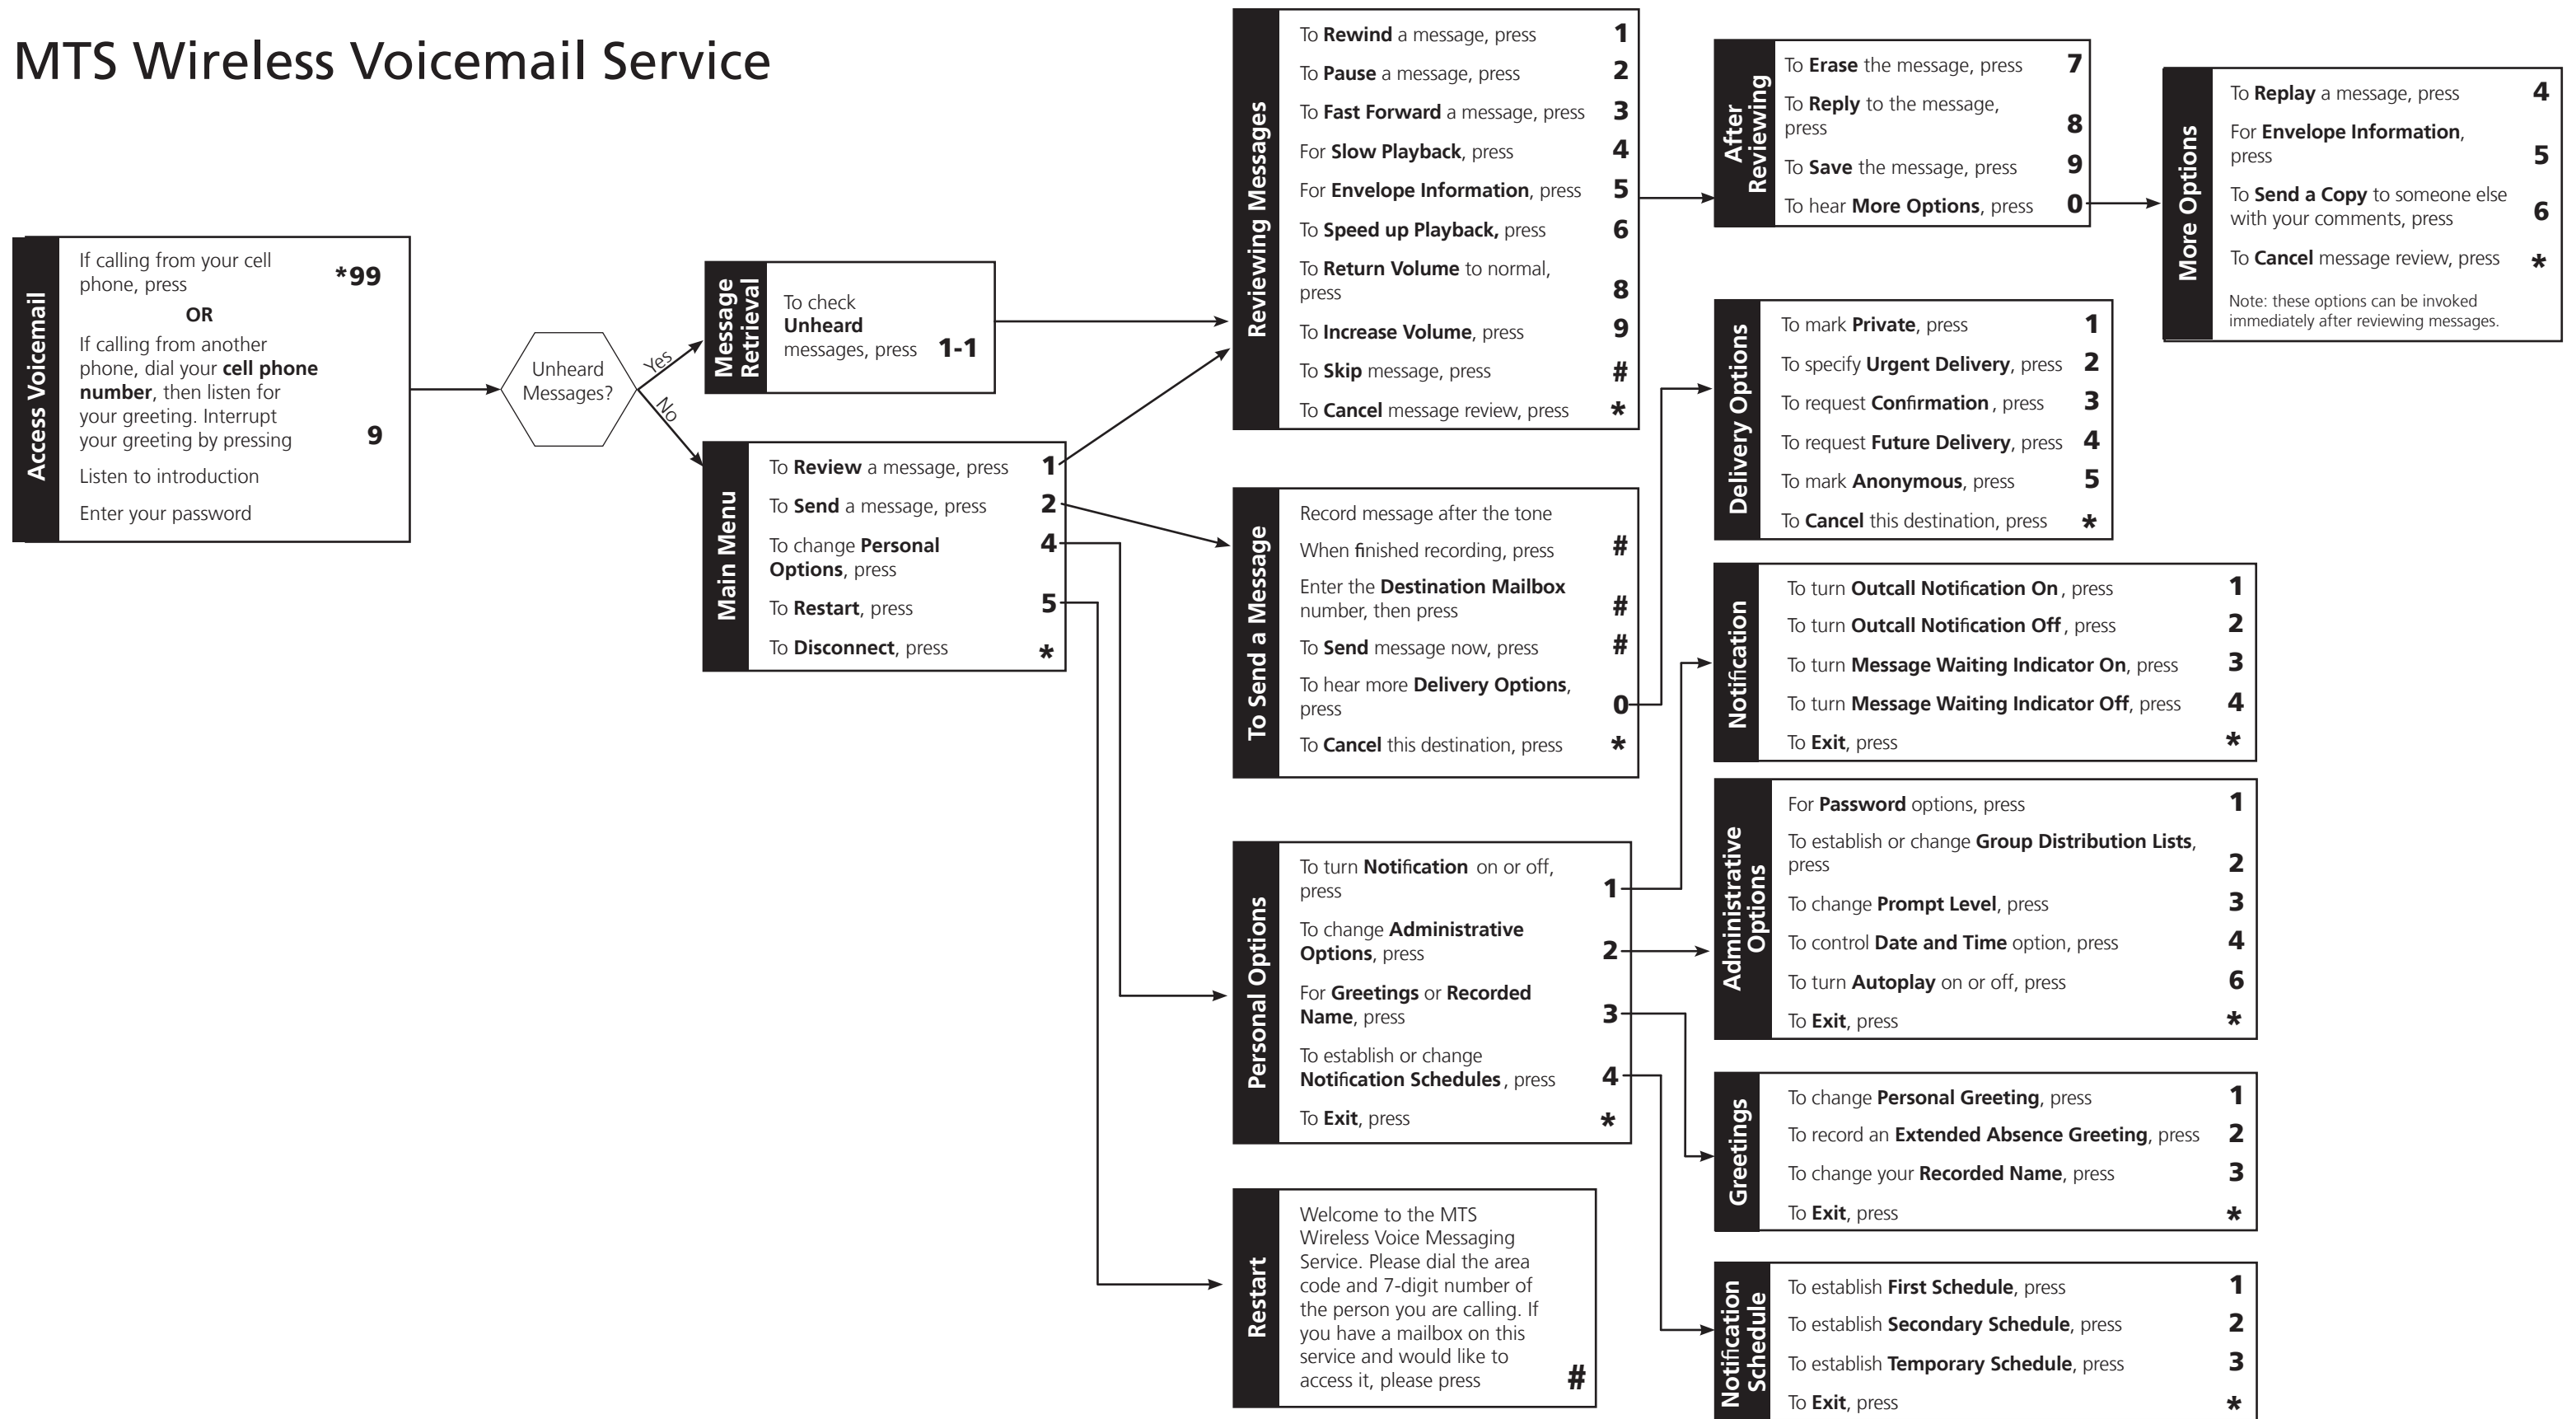 MTS Wireless Voicemail Service
Access Voicemail
If calling from your cell
phone, press *99
OR
If calling from another
phone, dial your cell phone
number, then listen for
your greeting. Interrupt
your greeting by pressing 9
Listen to introduction
Enter your password
Unheard
Messages?
Yes
No
Message
Retrieval
To check
Unheard
messages, press 1-1
Main Menu
To Review a message, press 1
To Send a message, press 2
To change Personal 4
Options, press
To Restart, press 5
To Disconnect, press *
Reviewing Messages
To Rewind a message, press 1
To Pause a message, press 2
To Fast Forward a message, press 3
For Slow Playback, press 4
For Envelope Information, press 5
To Speed up Playback, press 6
To Return Volume to normal,
press 8
To Increase Volume, press 9
To Skip message, press #
To Cancel message review, press *
To Send a Message
Record message after the tone
When finished recording, press #
Enter the Destination Mailbox
number, then press #
To Send message now, press #
To hear more Delivery Options,
press 0
To Cancel this destination, press *
Personal Options
To turn Notification on or off,
press 1
To change Administrative
Options, press 2
For Greetings or Recorded
Name, press 3
To establish or change
Notification Schedules, press 4
To Exit, press *
Restart
Welcome to the MTS
Wireless Voice Messaging
Service. Please dial the area
code and 7-digit number of
the person you are calling. If
you have a mailbox on this
service and would like to
access it, please press #
After
Reviewing
To Erase the message, press 7
To Reply to the message,
press 8
To Save the message, press 9
To hear More Options, press 0
More Options
To Replay a message, press 4
For Envelope Information,
press 5
To Send a Copy to someone else
with your comments, press 6
To Cancel message review, press *
Note: these options can be invoked
immediately after reviewing messages.
Delivery Options
To mark Private, press 1
To specify Urgent Delivery, press 2
To request Confirmation, press 3
To request Future Delivery, press 4
To mark Anonymous, press 5
To Cancel this destination, press *
Notification
To turn Outcall Notification On, press 1
To turn Outcall Notification Off, press 2
To turn Message Waiting Indicator On, press 3
To turn Message Waiting Indicator Off, press 4
To Exit, press *
Administrative
Options
For Password options, press 1
To establish or change Group Distribution Lists,
press 2
To change Prompt Level, press 3
To control Date and Time option, press 4
To turn Autoplay on or off, press 6
To Exit, press *
Greetings
To change Personal Greeting, press 1
To record an Extended Absence Greeting, press 2
To change your Recorded Name, press 3
To Exit, press *
Notification
Schedule
To establish First Schedule, press 1
To establish Secondary Schedule, press 2
To establish Temporary Schedule, press 3
To Exit, press *